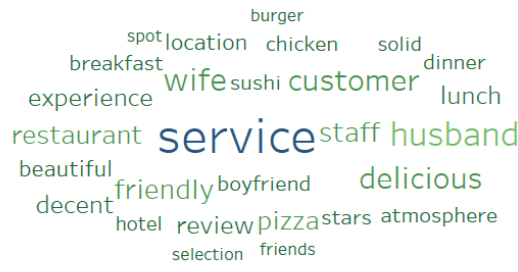 burger
spot location chicken solid
breakfast wife sushi customer dinner
experience lunch
restaurant service staff husband
beautiful friendly boyfriend delicious
decent hotel review pizza stars atmosphere
selection friends